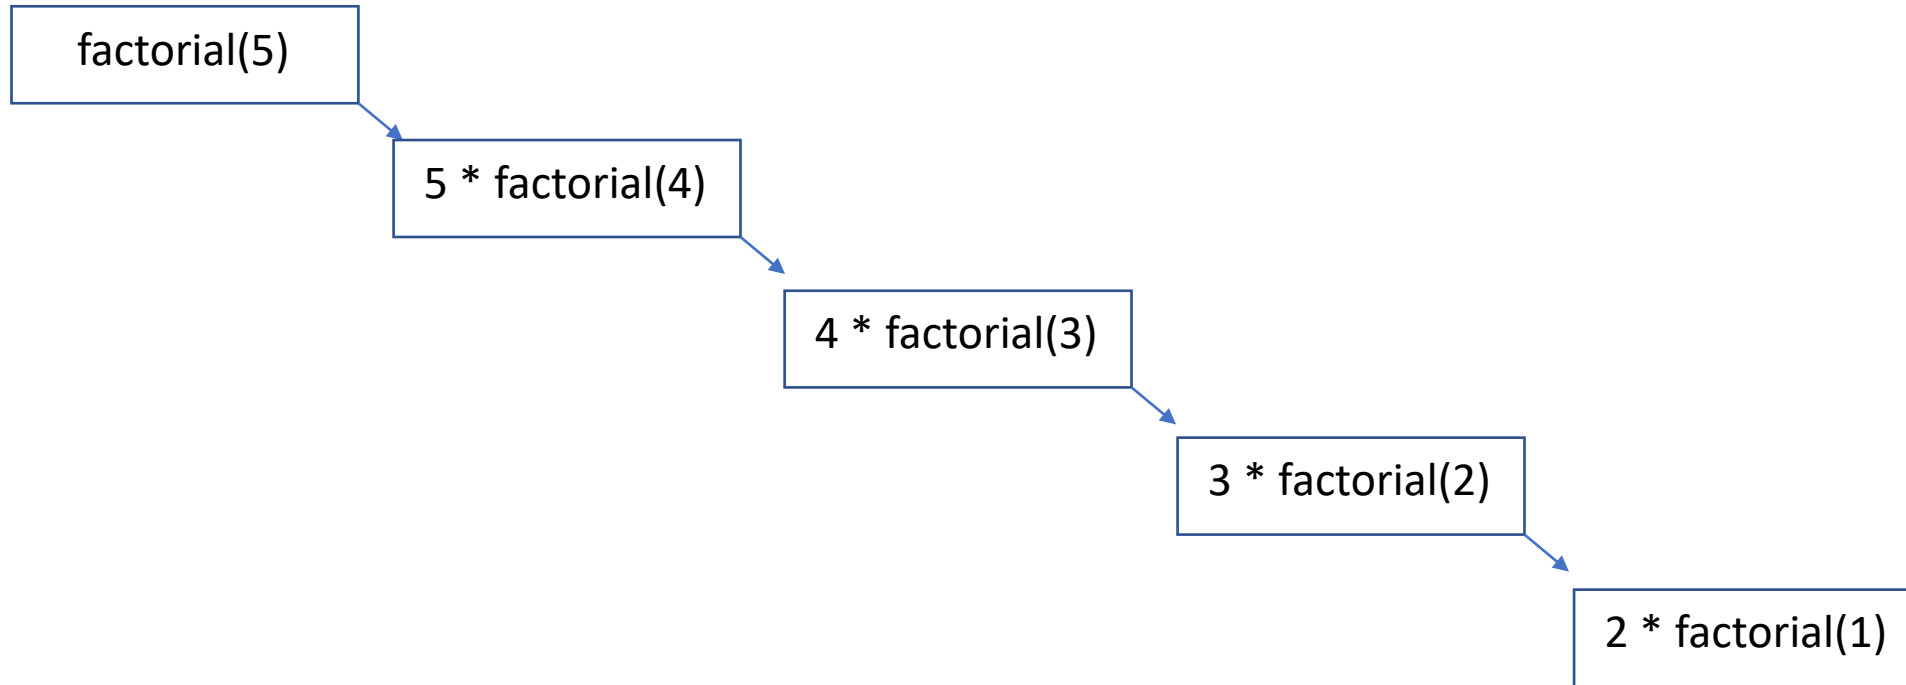 factorial(5)
5 * factorial(4)
4 * factorial(3)
3 * factorial(2)
2 * factorial(1)